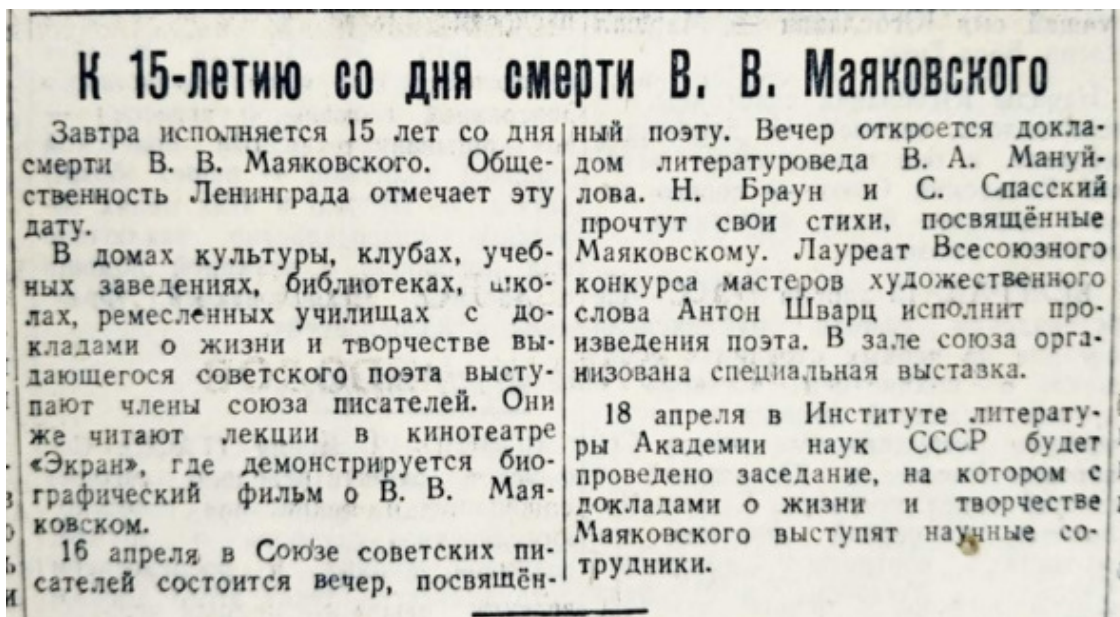 К 15-летию со дня смерти В. В. Маяковского
Завтра исполняется 15 лет со дня
смерти В. В. Маяковского. Обще-
ственность Ленинграда отмечает эту
дату.
В домах культуры, клубах, учеб-
ных заведениях, библиотеках, шко-
лах, ремесленных училищах с до-
кладами о жизни и творчестве вы-
дающегося советского поэта высту-
пают члены союза писателей. Они
же читают лекции в кинотеатре
«Экран», где демонстрируется био-
графический фильм о В. В. Мая-
ковском.
16 апреля в Союзе советских пи-
сателей состоится вечер, посвящён-
ный поэту. Вечер откроется докла-
дом литературоведа В. А. Мануй-
лова. Н. Браун и С. Спасский
прочтут свои стихи, посвящённые
Маяковскому. Лауреат Всесоюзного
конкурса мастеров художественного
слова Антон Шварц исполнит про-
изведения поэта. В зале союза орга-
низована специальная выставка.
18 апреля в Институте литерату-
ры Академии наук СССР будет
проведено заседание, на котором с
докладами о жизни и творчестве
Маяковского выступят научные со-
трудники.